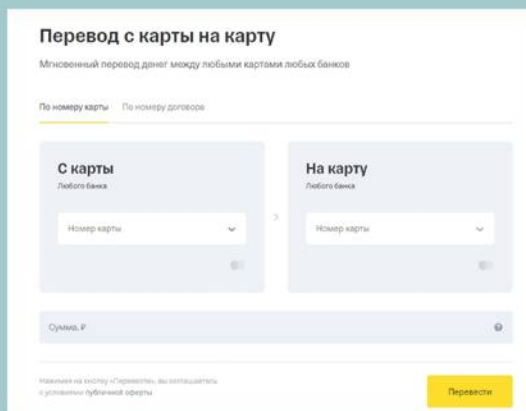 Перевод с карты на карту
Мгновенный перевод денег между любыми картами любых банков
По номеру карты По номеру договора
С карты
Любого банка
Номер карты
На карту
Любого банка
Номер карты
Сумма, ₽
Нажимая на кнопку «Перевести», вы соглашаетесь
с условиями публичной оферты
Перевести